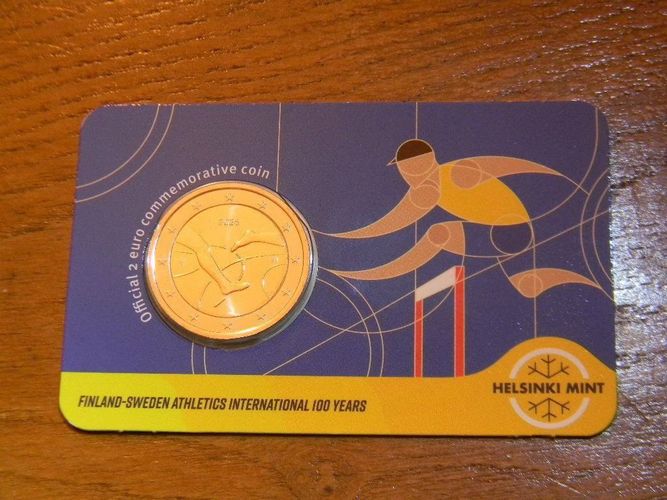 Official 2 euro commemorative coin
FINLAND-SWEDEN ATHLETICS INTERNATIONAL 100 YEARS
HELSINKI MINT